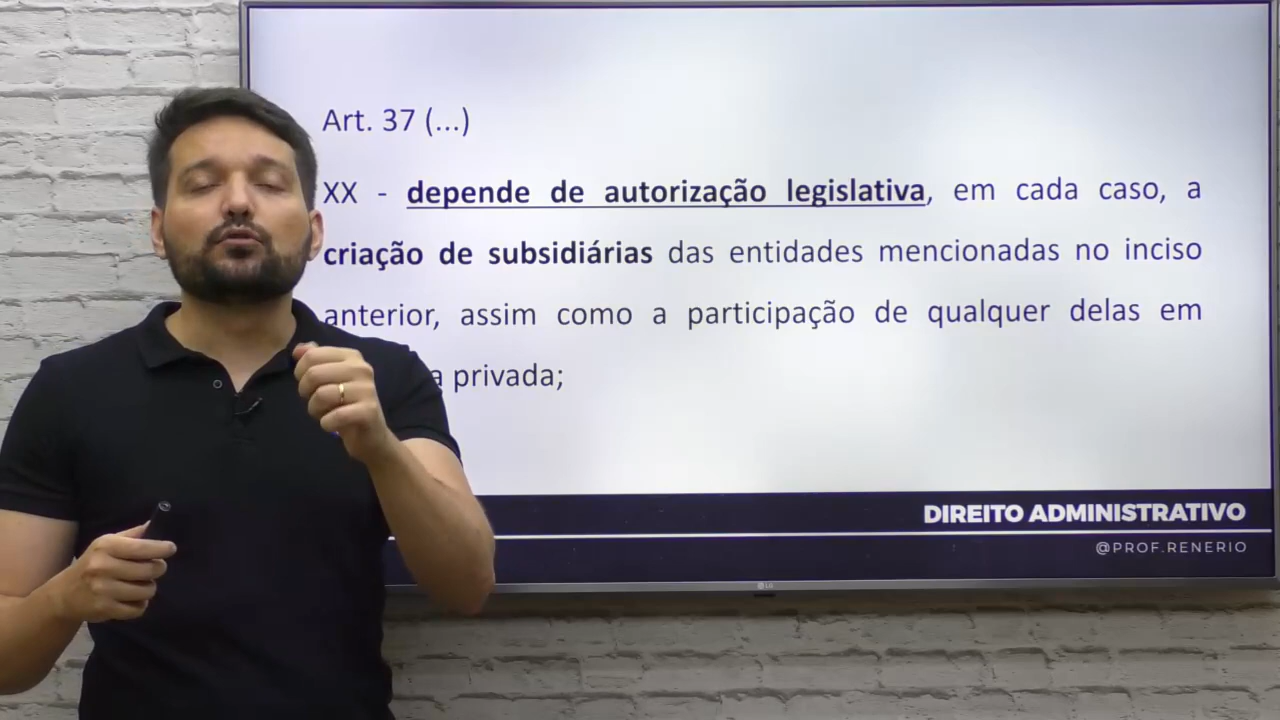 Art. 37 (...)
XX - depende de autorização legislativa, em cada caso, a
criação de subsidiárias das entidades mencionadas no inciso
anterior, assim como a participação de qualquer delas em
a privada;
DIREITO ADMINISTRATIVO
@PROF.RENERIO
LG